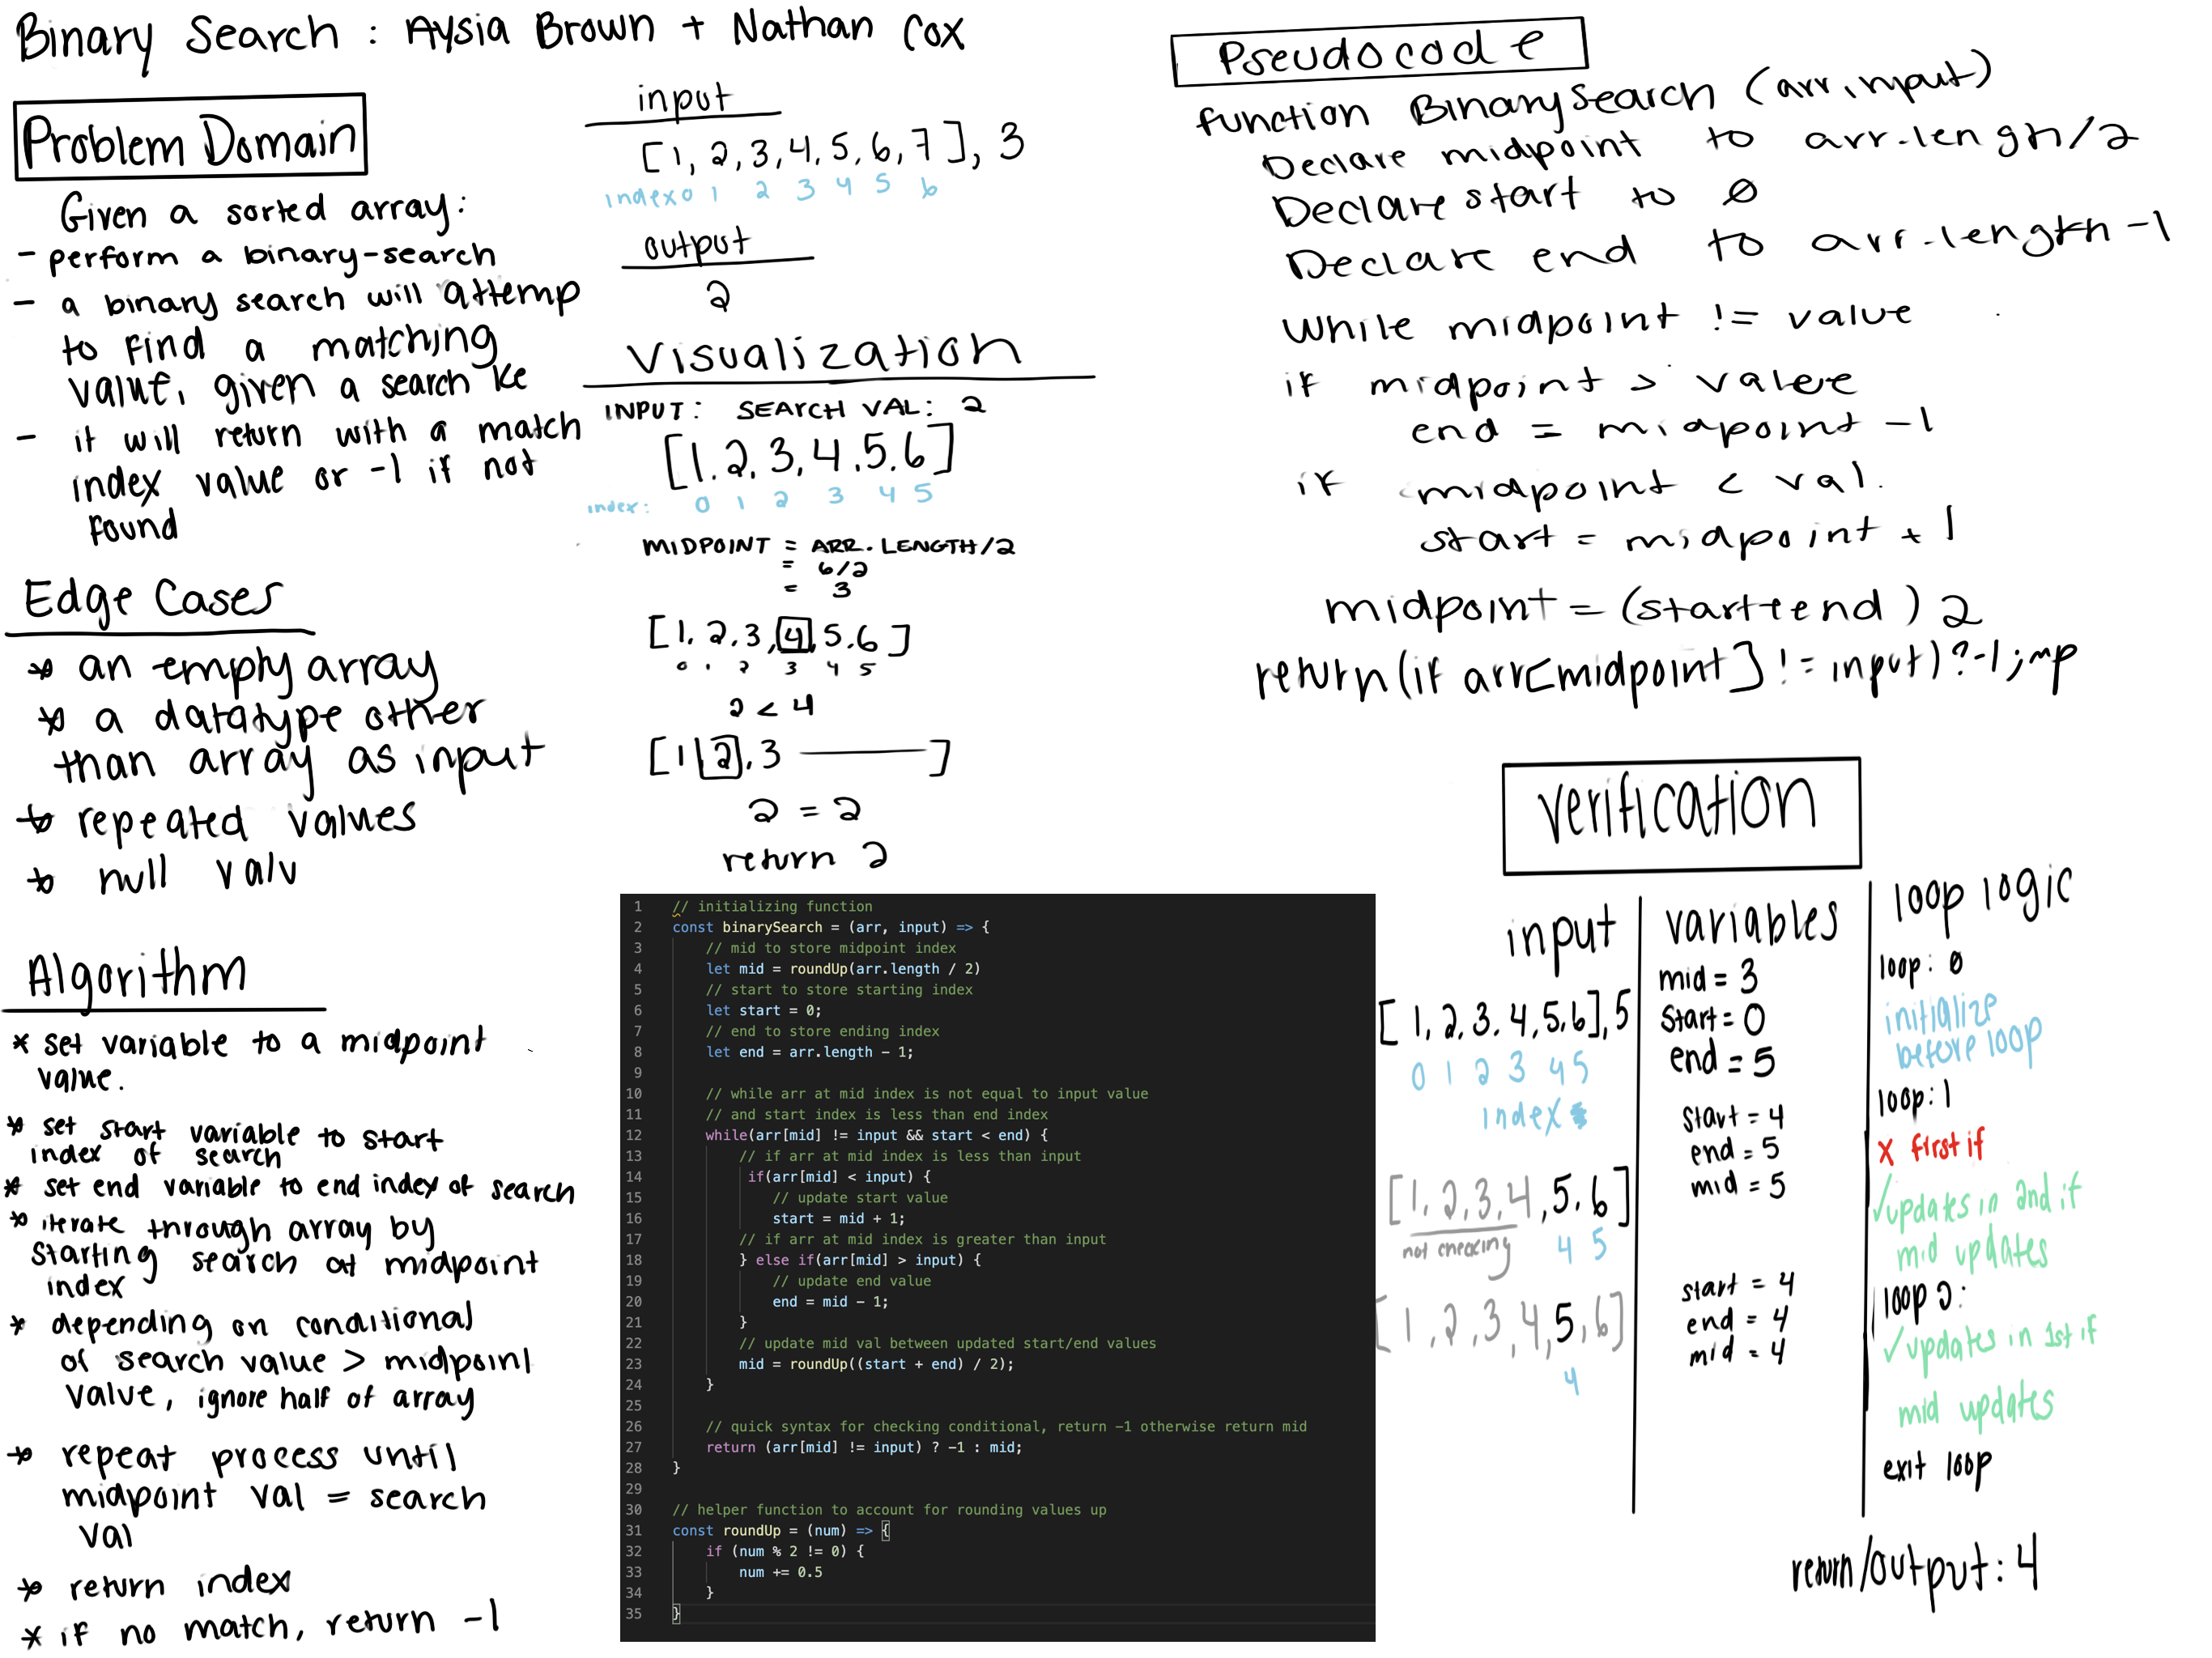 Binary Search : Aysia Brown + Nathan Cox
Problem Domain
Given a sorted array:
- perform a binary-search
- a binary search will attemp
to find a matching
value, given a search ke
- it will return with a match
index value or -1 if not
found
Edge Cases
* an empty array
* a datatype other
than array as input
* repeated values
* null valu
Algorithm
* set variable to a midpoint
value.
* set start variable to start
index of search
* set end variable to end index of search
* iterate through array by
starting search at midpoint
index
* depending on conditional
of search value > midpoint
value, ignore half of array
* repeat process until
midpoint val = search
val
* return index
* if no match, return -1
input
[1, 2, 3, 4, 5, 6, 7], 3
index 0 1 2 3 4 5 6
output
2
Visualization
INPUT: SEARCH VAL: 2
[1, 2, 3, 4, 5, 6]
index: 0 1 2 3 4 5
MIDPOINT = ARR.LENGTH/2
= 6/2
= 3
[1, 2, 3, 4, 5, 6]
0 1 2 3 4 5
2 < 4
[1 2, 3 ]
2 = 2
return 2
1 // initializing function
2 const binarySearch = (arr, input) => {
3 // mid to store midpoint index
4 let mid = roundUp(arr.length / 2)
5 // start to store starting index
6 let start = 0;
7 // end to store ending index
8 let end = arr.length - 1;
9
10 // while arr at mid index is not equal to input value
11 // and start index is less than end index
12 while(arr[mid] != input && start < end) {
13 // if arr at mid index is less than input
14 if(arr[mid] < input) {
15 // update start value
16 start = mid + 1;
17 // if arr at mid index is greater than input
18 } else if(arr[mid] > input) {
19 // update end value
20 end = mid - 1;
21 }
22 // update mid val between updated start/end values
23 mid = roundUp((start + end) / 2);
24 }
25
26 // quick syntax for checking conditional, return -1 otherwise return mid
27 return (arr[mid] != input) ? -1 : mid;
28 }
29
30 // helper function to account for rounding values up
31 const roundUp = (num) => {
32 if (num % 2 != 0) {
33 num += 0.5
34 }
35 }
Pseudocode
function BinarySearch (arr, input)
Declare midpoint to arr.length/2
Declare start to 0
Declare end to arr.length -1
while midpoint != value
if midpoint > value
end = midpoint -1
if midpoint < val.
start = midpoint + 1
midpoint = (start+end) 2
return (if arr[midpoint] != input) ? -1 ; mp
Verification
input
[1, 2, 3, 4, 5, 6], 5
0 1 2 3 4 5
index
[1, 2, 3, 4, 5, 6]
not checking 4 5
[1, 2, 3, 4, 5, 6]
4
variables
mid = 3
Start = 0
end = 5
start = 4
end = 5
mid = 5
start = 4
end = 4
mid = 4
loop logic
loop: 0
initialize
before loop
loop: 1
x first if
✓ updates in 2nd if
mid updates
loop 2:
✓ updates in 1st if
mid updates
exit loop
return/output: 4